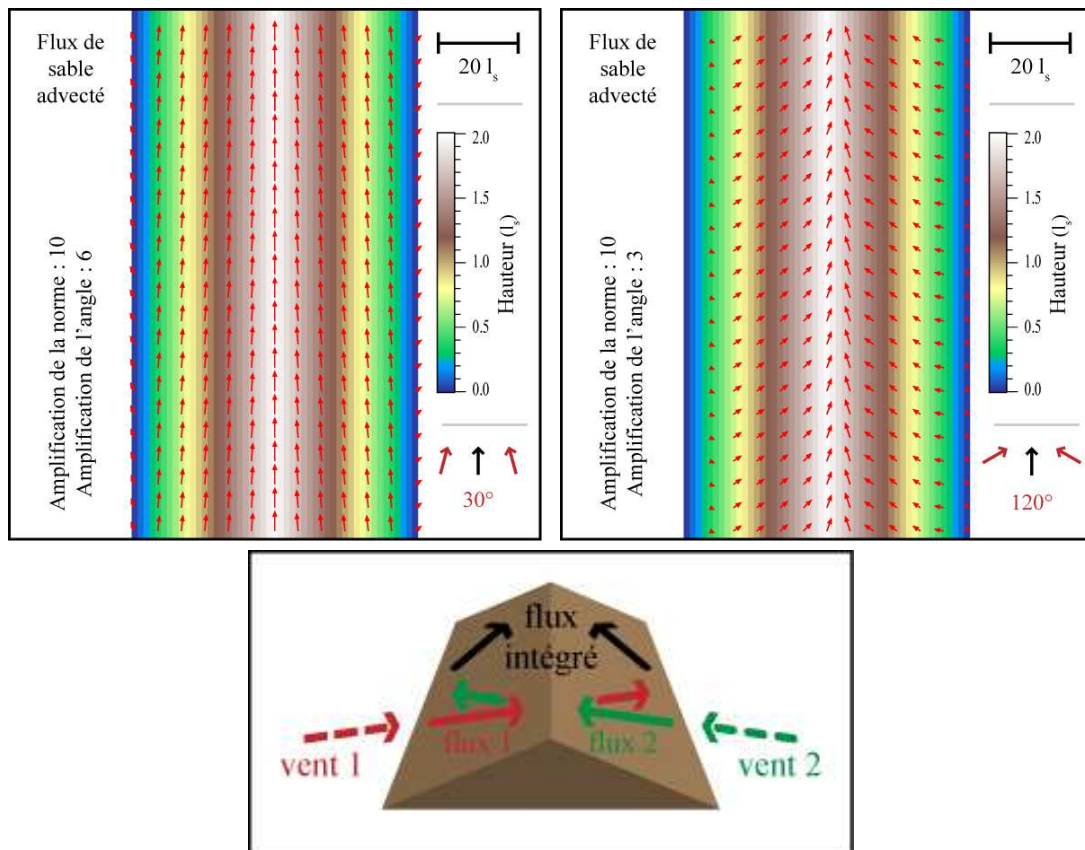 Flux de
sable
advecté
Amplification de la norme : 10
Amplification de l'angle : 6
20 lₛ
2.0
1.5
1.0
0.5
0.0
Hauteur (lₛ)
30°
Flux de
sable
advecté
Amplification de la norme : 10
Amplification de l'angle : 3
20 lₛ
2.0
1.5
1.0
0.5
0.0
Hauteur (lₛ)
120°
flux
intégré
flux 1
flux 2
vent 1
vent 2